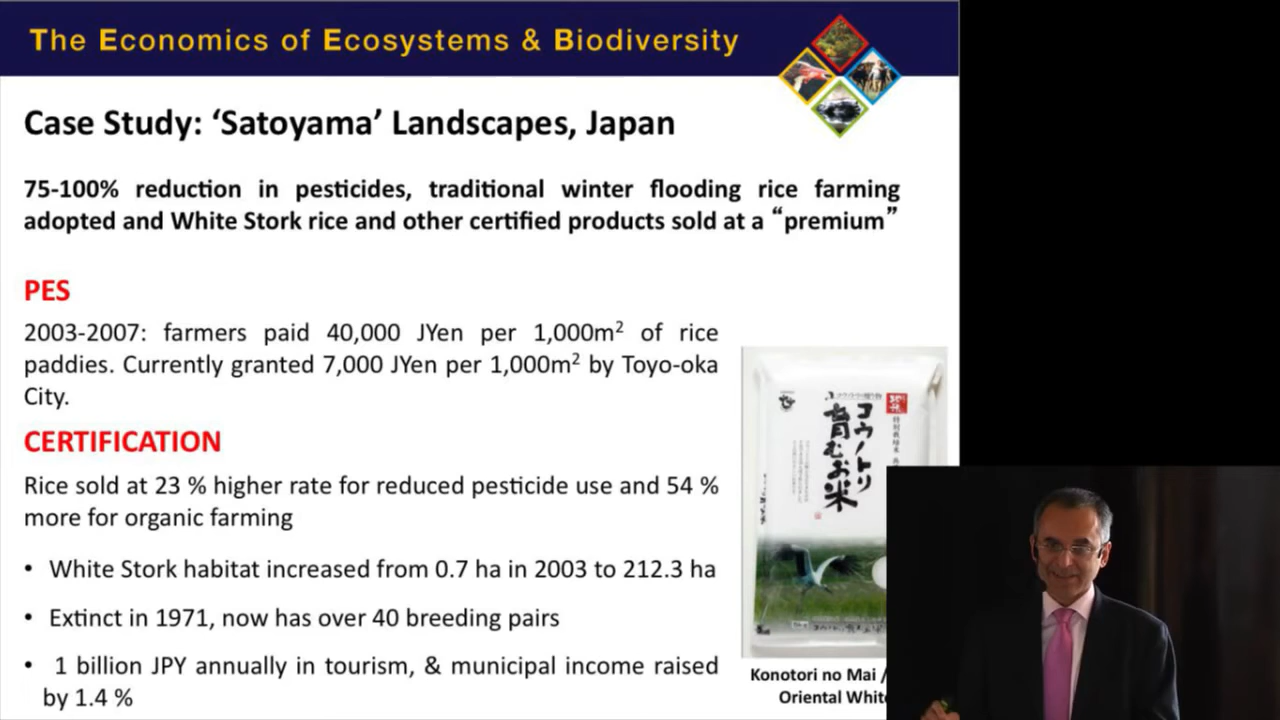 The Economics of Ecosystems & Biodiversity
Case Study: ‘Satoyama’ Landscapes, Japan
75-100% reduction in pesticides, traditional winter flooding rice farming
adopted and White Stork rice and other certified products sold at a “premium”
PES
2003-2007: farmers paid 40,000 JYen per 1,000m² of rice
paddies. Currently granted 7,000 JYen per 1,000m² by Toyo-oka
City.
CERTIFICATION
Rice sold at 23 % higher rate for reduced pesticide use and 54 %
more for organic farming
• White Stork habitat increased from 0.7 ha in 2003 to 212.3 ha
• Extinct in 1971, now has over 40 breeding pairs
• 1 billion JPY annually in tourism, & municipal income raised
by 1.4 %
コウノトリ
育むお米
Konotori no Mai /
Oriental White